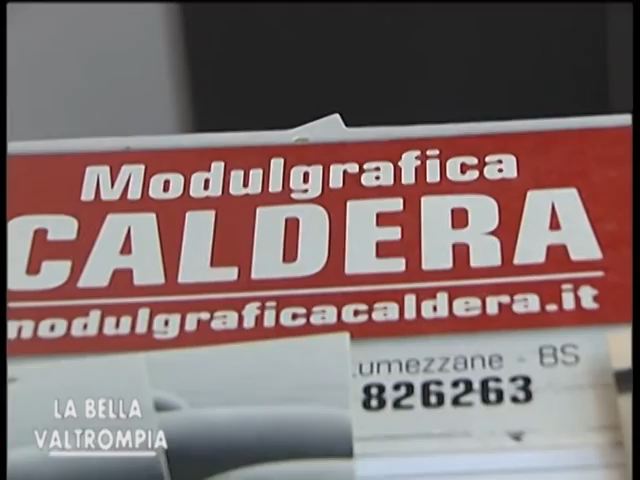 Modulgrafica
CALDERA
modulgraficacaldera.it
umezzane - BS
826263
LA BELLA
VALTROMPIA